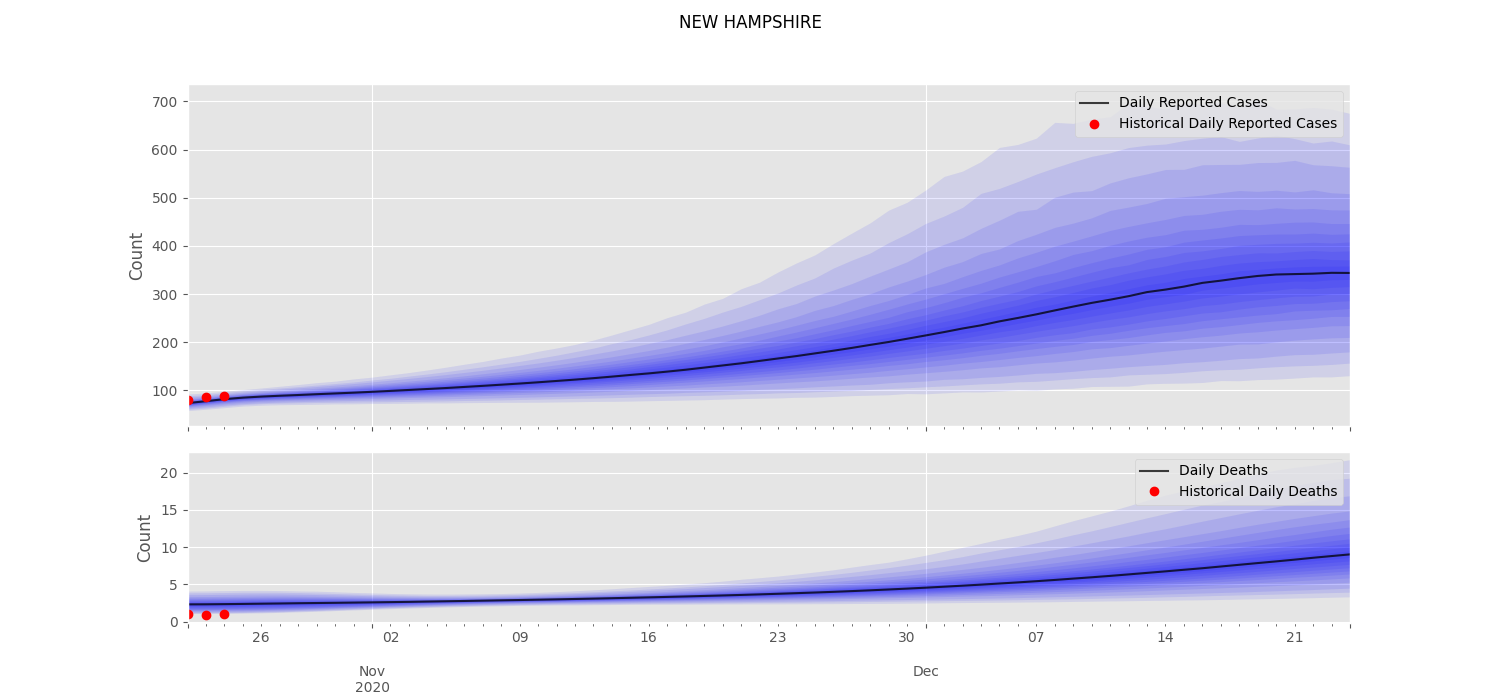 NEW HAMPSHIRE
700
600
500
400
300
200
100
Count
Daily Reported Cases
Historical Daily Reported Cases
20
15
10
5
0
Count
Daily Deaths
Historical Daily Deaths
26 02 09 16 23 30 07 14 21
Nov Dec
2020